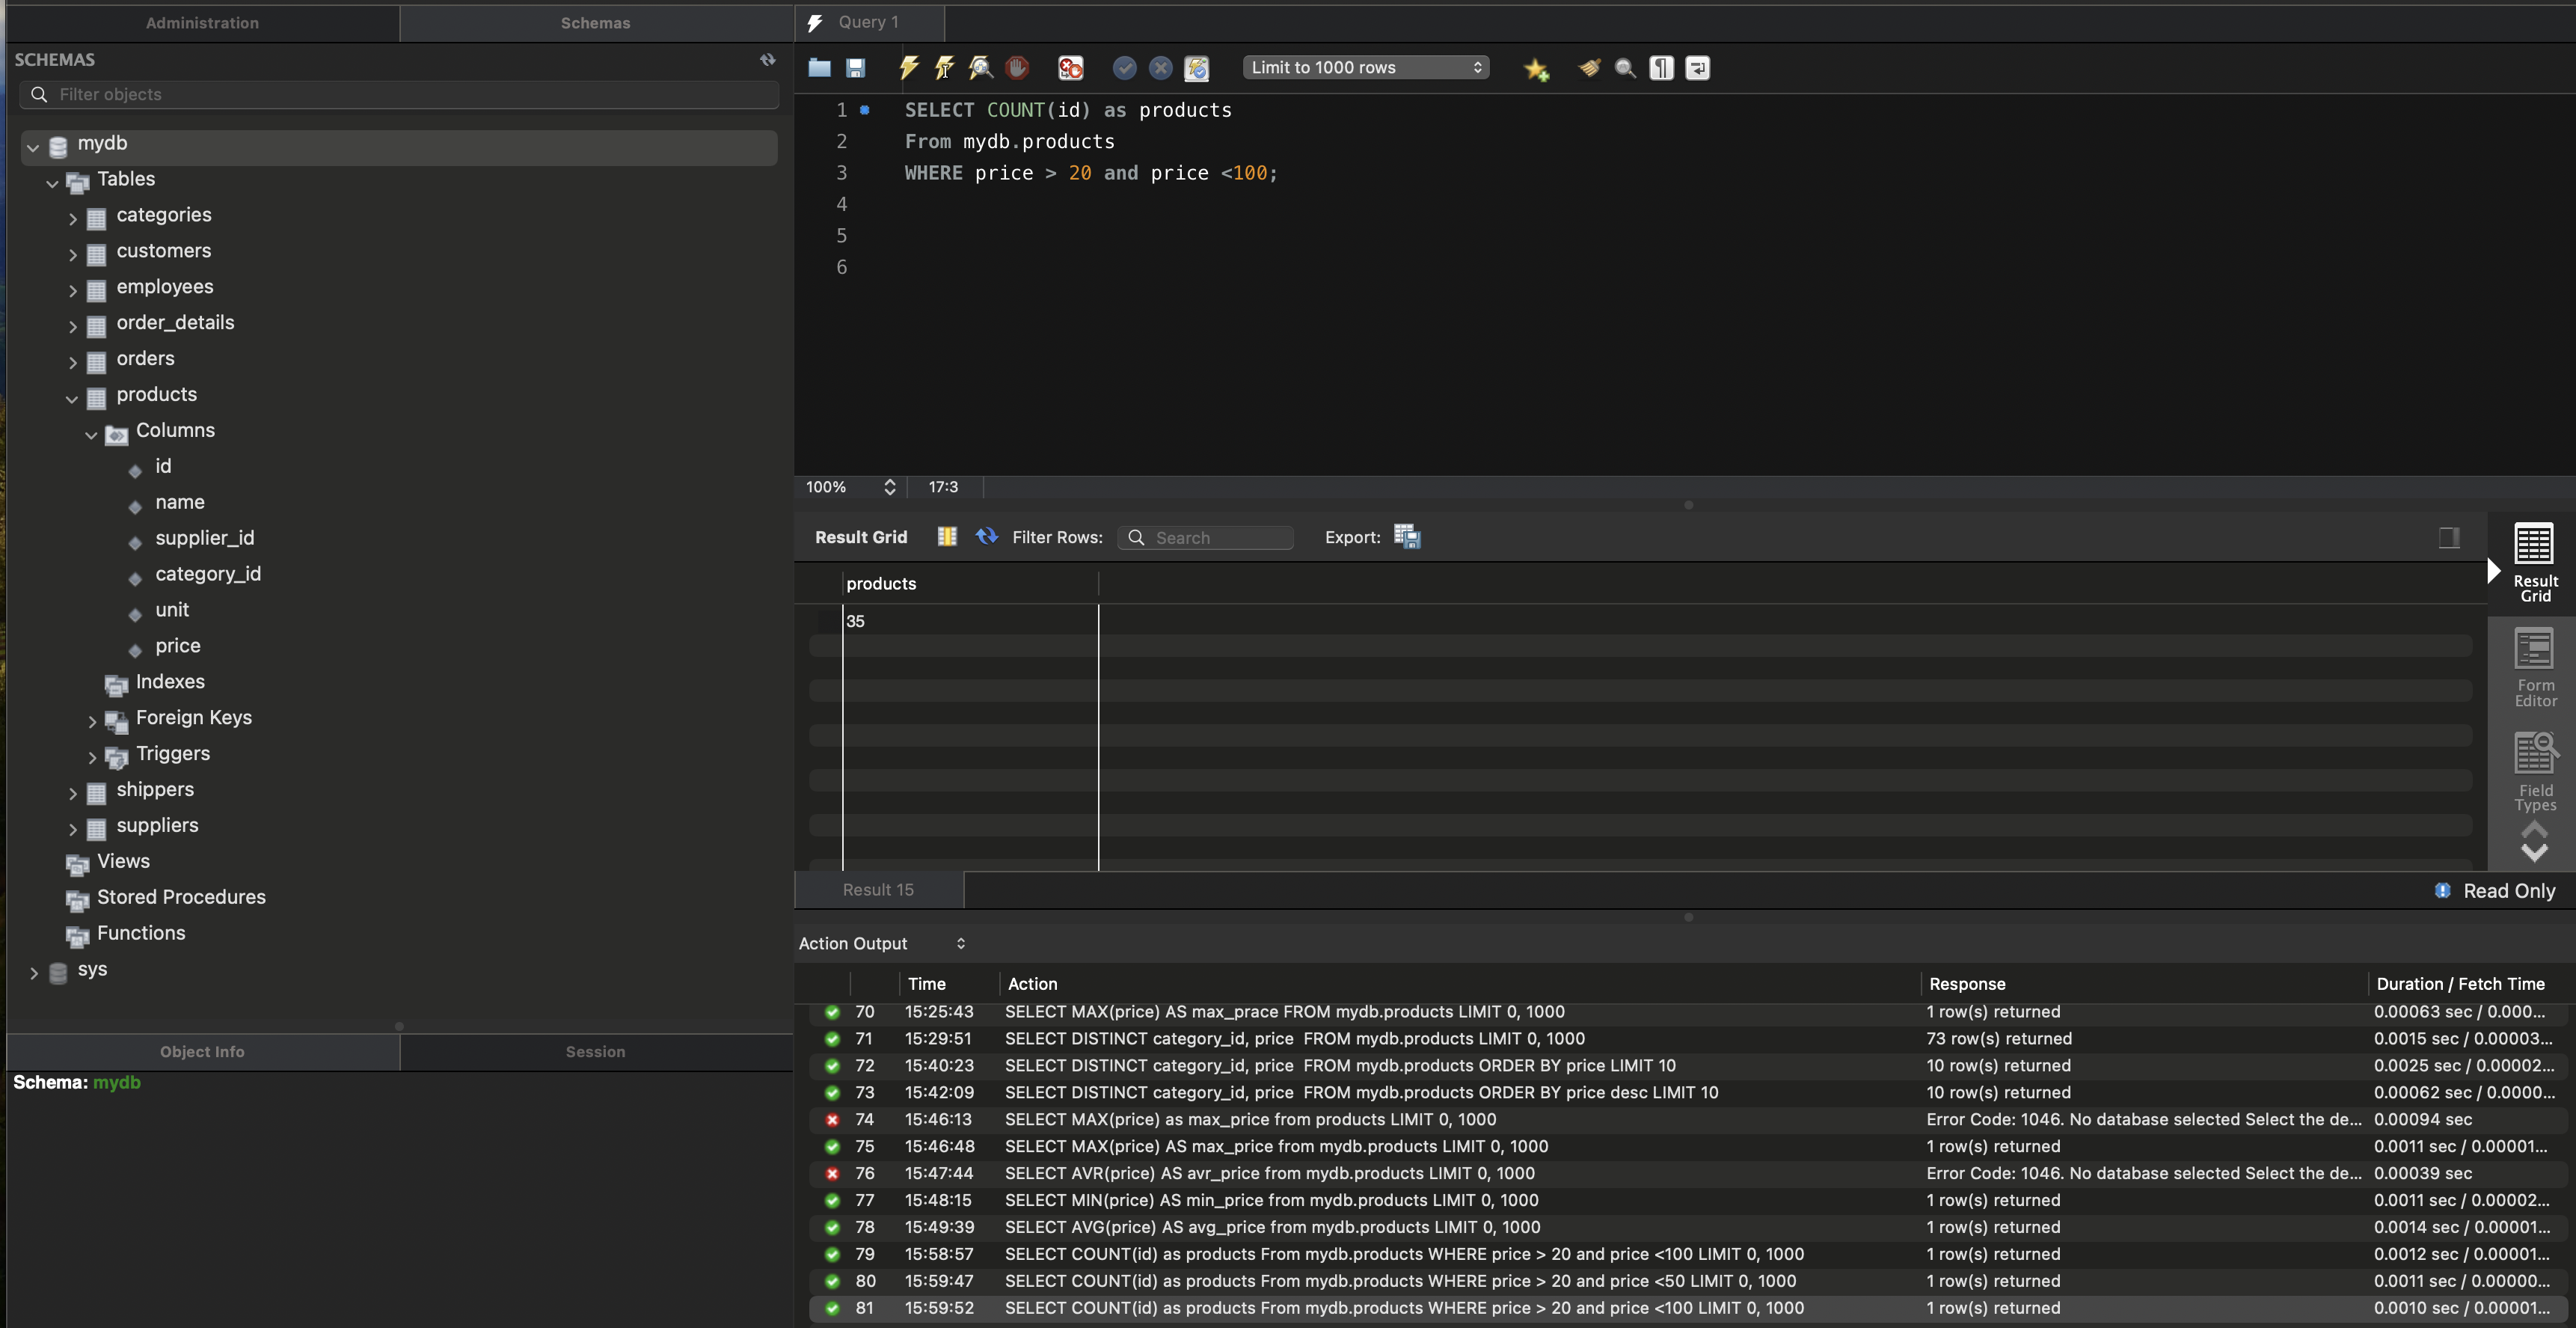 Administration
Schemas
SCHEMAS
Filter objects
mydb
Tables
categories
customers
employees
order_details
orders
products
Columns
id
name
supplier_id
category_id
unit
price
Indexes
Foreign Keys
Triggers
shippers
suppliers
Views
Stored Procedures
Functions
sys
Object Info
Session
Schema: mydb
Query 1
Limit to 1000 rows
1 SELECT COUNT(id) as products
2 From mydb.products
3 WHERE price > 20 and price <100;
4
5
6
100% 17:3
Result Grid Filter Rows: Search Export:
products
35
Result
Grid
Form
Editor
Field
Types
Result 15
Read Only
Action Output
Time Action Response Duration / Fetch Time
70 15:25:43 SELECT MAX(price) AS max_prace FROM mydb.products LIMIT 0, 1000 1 row(s) returned 0.00063 sec / 0.000...
71 15:29:51 SELECT DISTINCT category_id, price  FROM mydb.products LIMIT 0, 1000 73 row(s) returned 0.0015 sec / 0.00003...
72 15:40:23 SELECT DISTINCT category_id, price  FROM mydb.products ORDER BY price LIMIT 10 10 row(s) returned 0.0025 sec / 0.00002...
73 15:42:09 SELECT DISTINCT category_id, price  FROM mydb.products ORDER BY price desc LIMIT 10 10 row(s) returned 0.00062 sec / 0.0000...
74 15:46:13 SELECT MAX(price) as max_price from products LIMIT 0, 1000 Error Code: 1046. No database selected Select the de... 0.00094 sec
75 15:46:48 SELECT MAX(price) AS max_price from mydb.products LIMIT 0, 1000 1 row(s) returned 0.0011 sec / 0.00001...
76 15:47:44 SELECT AVR(price) AS avr_price from mydb.products LIMIT 0, 1000 Error Code: 1046. No database selected Select the de... 0.00039 sec
77 15:48:15 SELECT MIN(price) AS min_price from mydb.products LIMIT 0, 1000 1 row(s) returned 0.0011 sec / 0.00002...
78 15:49:39 SELECT AVG(price) AS avg_price from mydb.products LIMIT 0, 1000 1 row(s) returned 0.0014 sec / 0.00001...
79 15:58:57 SELECT COUNT(id) as products From mydb.products WHERE price > 20 and price <100 LIMIT 0, 1000 1 row(s) returned 0.0012 sec / 0.00001...
80 15:59:47 SELECT COUNT(id) as products From mydb.products WHERE price > 20 and price <50 LIMIT 0, 1000 1 row(s) returned 0.0011 sec / 0.00000...
81 15:59:52 SELECT COUNT(id) as products From mydb.products WHERE price > 20 and price <100 LIMIT 0, 1000 1 row(s) returned 0.0010 sec / 0.00001...